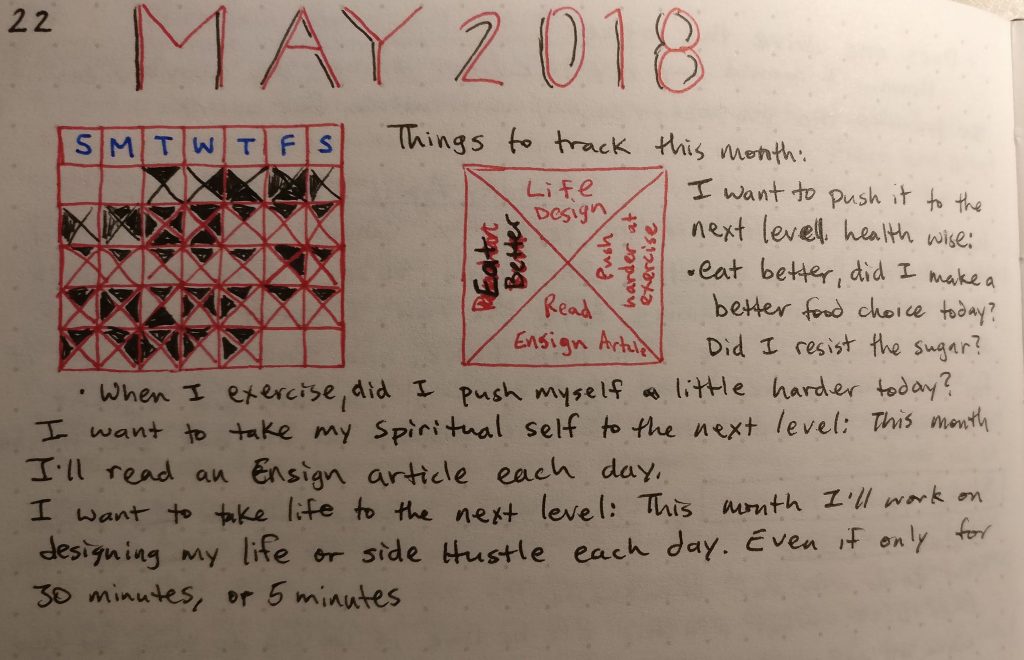 22
MAY 2018
S M T W T F S
Things to track this month:
Life
Design
Eat
Better
Push
harder at
exercise
Read
Ensign Article
I want to push it to the
next level health wise:
• eat better, did I make a
better food choice today?
Did I resist the sugar?
• When I exercise, did I push myself a little harder today?
I want to take my spiritual self to the next level: This month
I'll read an Ensign article each day.
I want to take life to the next level: This month I'll work on
designing my life or side Hustle each day. Even if only for
30 minutes, or 5 minutes